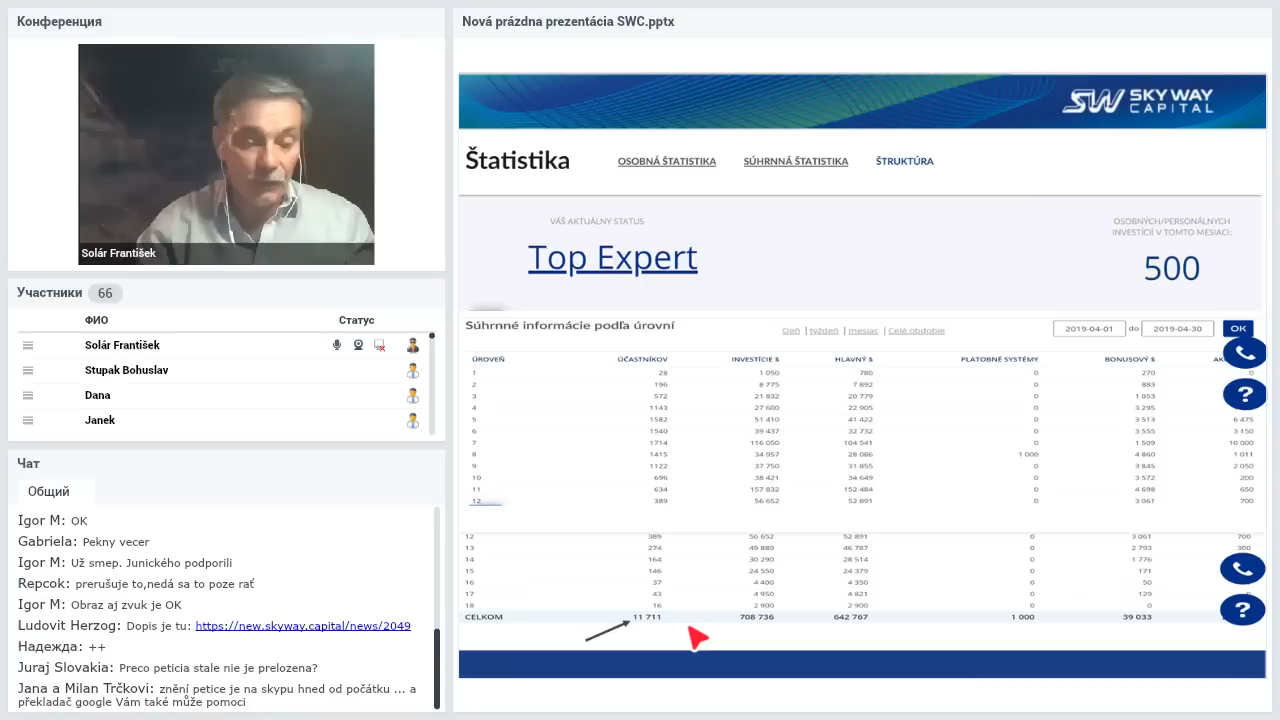 Конференция
Solár František
Участники 66
ФИО Статус
Solár František
Stupak Bohuslav
Dana
Janek
Чат
Общий
Igor M: OK
Gabriela: Pekny vecer
Igor M: Už smep. Junického podporili
Repcok: prerušuje to,nedá sa to poze rať
Igor M: Obraz aj zvuk je OK
Ludovit Herzog: Dopis je tu: https://new.skyway.capital/news/2049
Надежда: ++
Juraj Slovakia: Preco peticia stale nie je prelozena?
Jana a Milan Trčkovi: znění petice je na skypu hned od počátku ... a
překladač google Vám také může pomoci
Nová prázdna prezentácia SWC.pptx
SW SKY WAY
CAPITAL
Štatistika OSOBNÁ ŠTATISTIKA SÚHRNNÁ ŠTATISTIKA ŠTRUKTÚRA
VÁŠ AKTUÁLNY STATUS
Top Expert
OSOBNÝCH/PERSONÁLNYCH
INVESTÍCIÍ V TOMTO MESIACI:
500
Súhrnné informácie podľa úrovní Deň | týždeň | mesiac | Celé obdobie 2019-04-01 do 2019-04-30 OK
ÚROVEŇ ÚČASTNÍKOV INVESTÍCIE $ HLAVNÝ $ PLATOBNÉ SYSTÉMY BONUSOVÝ $
1 28 1 050 780 0 270 0
2 196 8 775 7 892 0 883
3 572 21 832 20 779 0 1 053
4 1143 27 600 22 905 0 3 295
5 1582 51 410 41 422 0 3 513 6 475
6 1540 39 437 32 732 0 3 555 3 150
7 1714 116 050 104 541 0 1 509 10 000
8 1415 34 957 28 086 1 000 4 860 1 011
9 1122 37 750 31 855 0 3 845 2 050
10 696 38 421 34 649 0 3 572 200
11 634 157 832 152 484 0 4 698 650
12 389 56 652 52 891 0 3 061 700
12 389 56 652 52 891 0 3 061 700
13 274 49 880 46 787 0 2 793 300
14 164 30 290 28 514 0 1 776
15 146 24 550 24 379 0 171
16 37 4 400 4 350 0 50
17 43 4 950 4 821 0 129
18 16 2 900 2 900 0 0
CELKOM 11 711 708 736 642 767 1 000 39 033